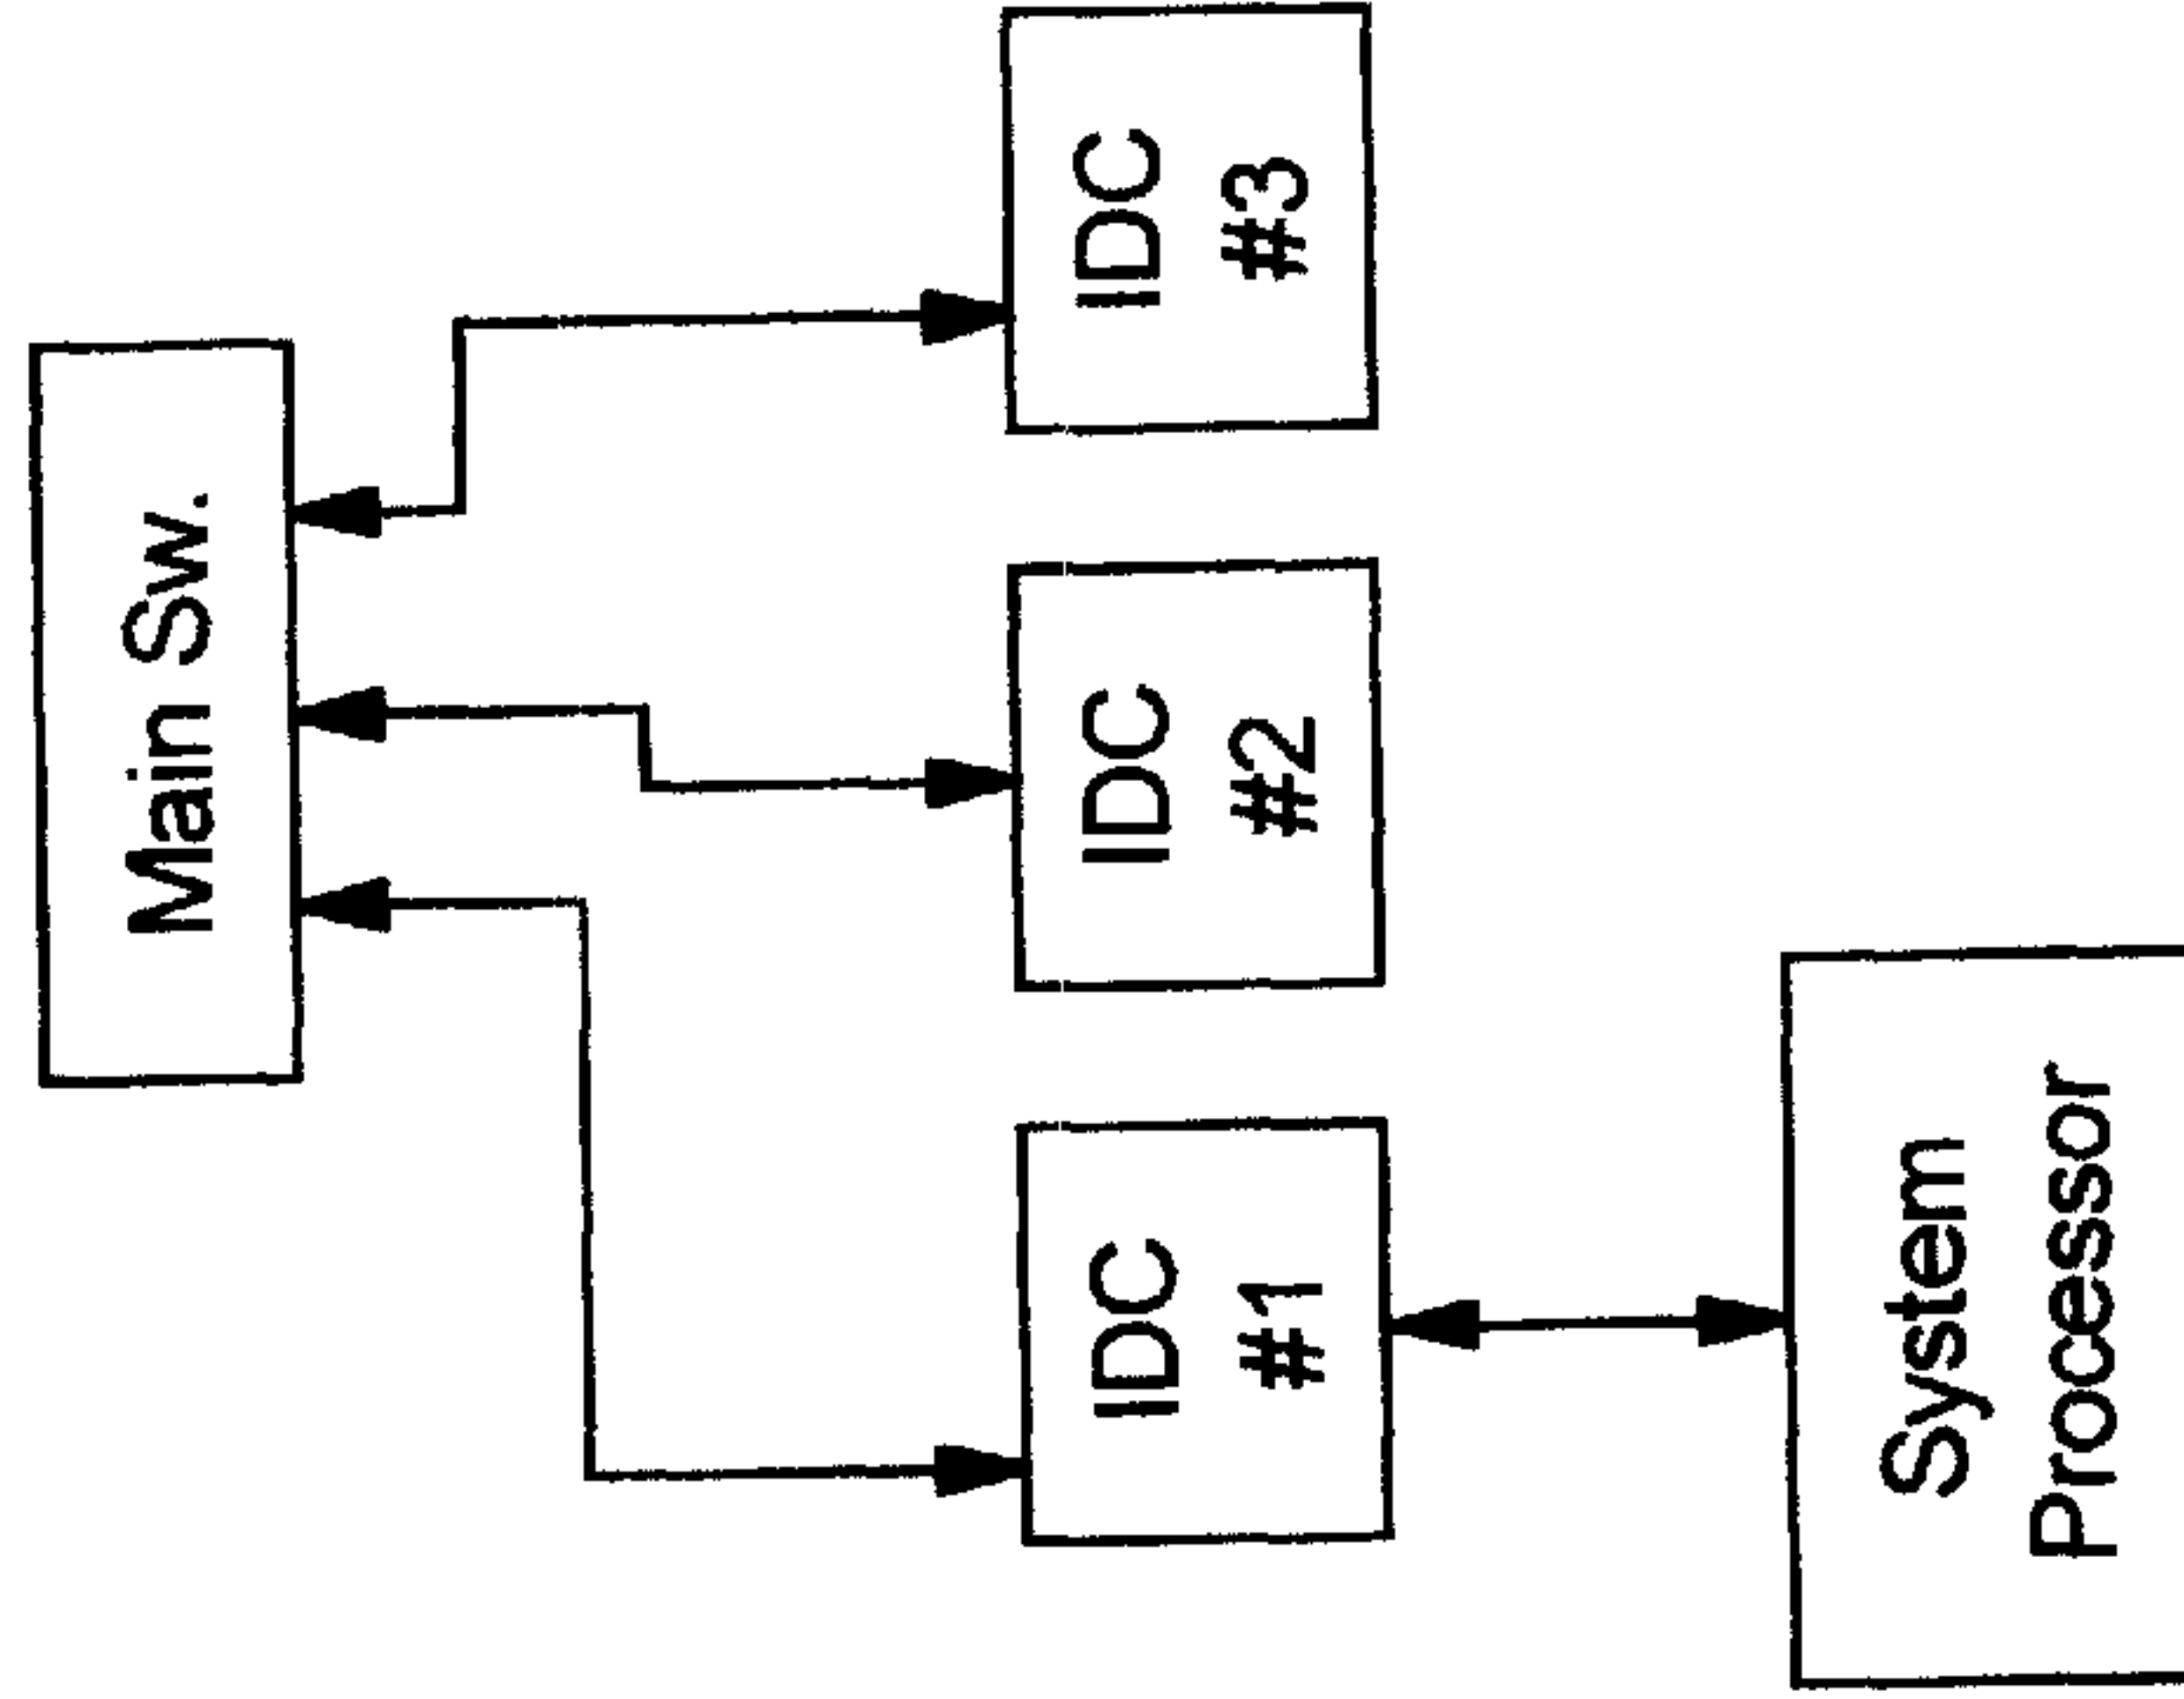 Main Sw.
IDC
#1
IDC
#2
IDC
#3
System
Processor